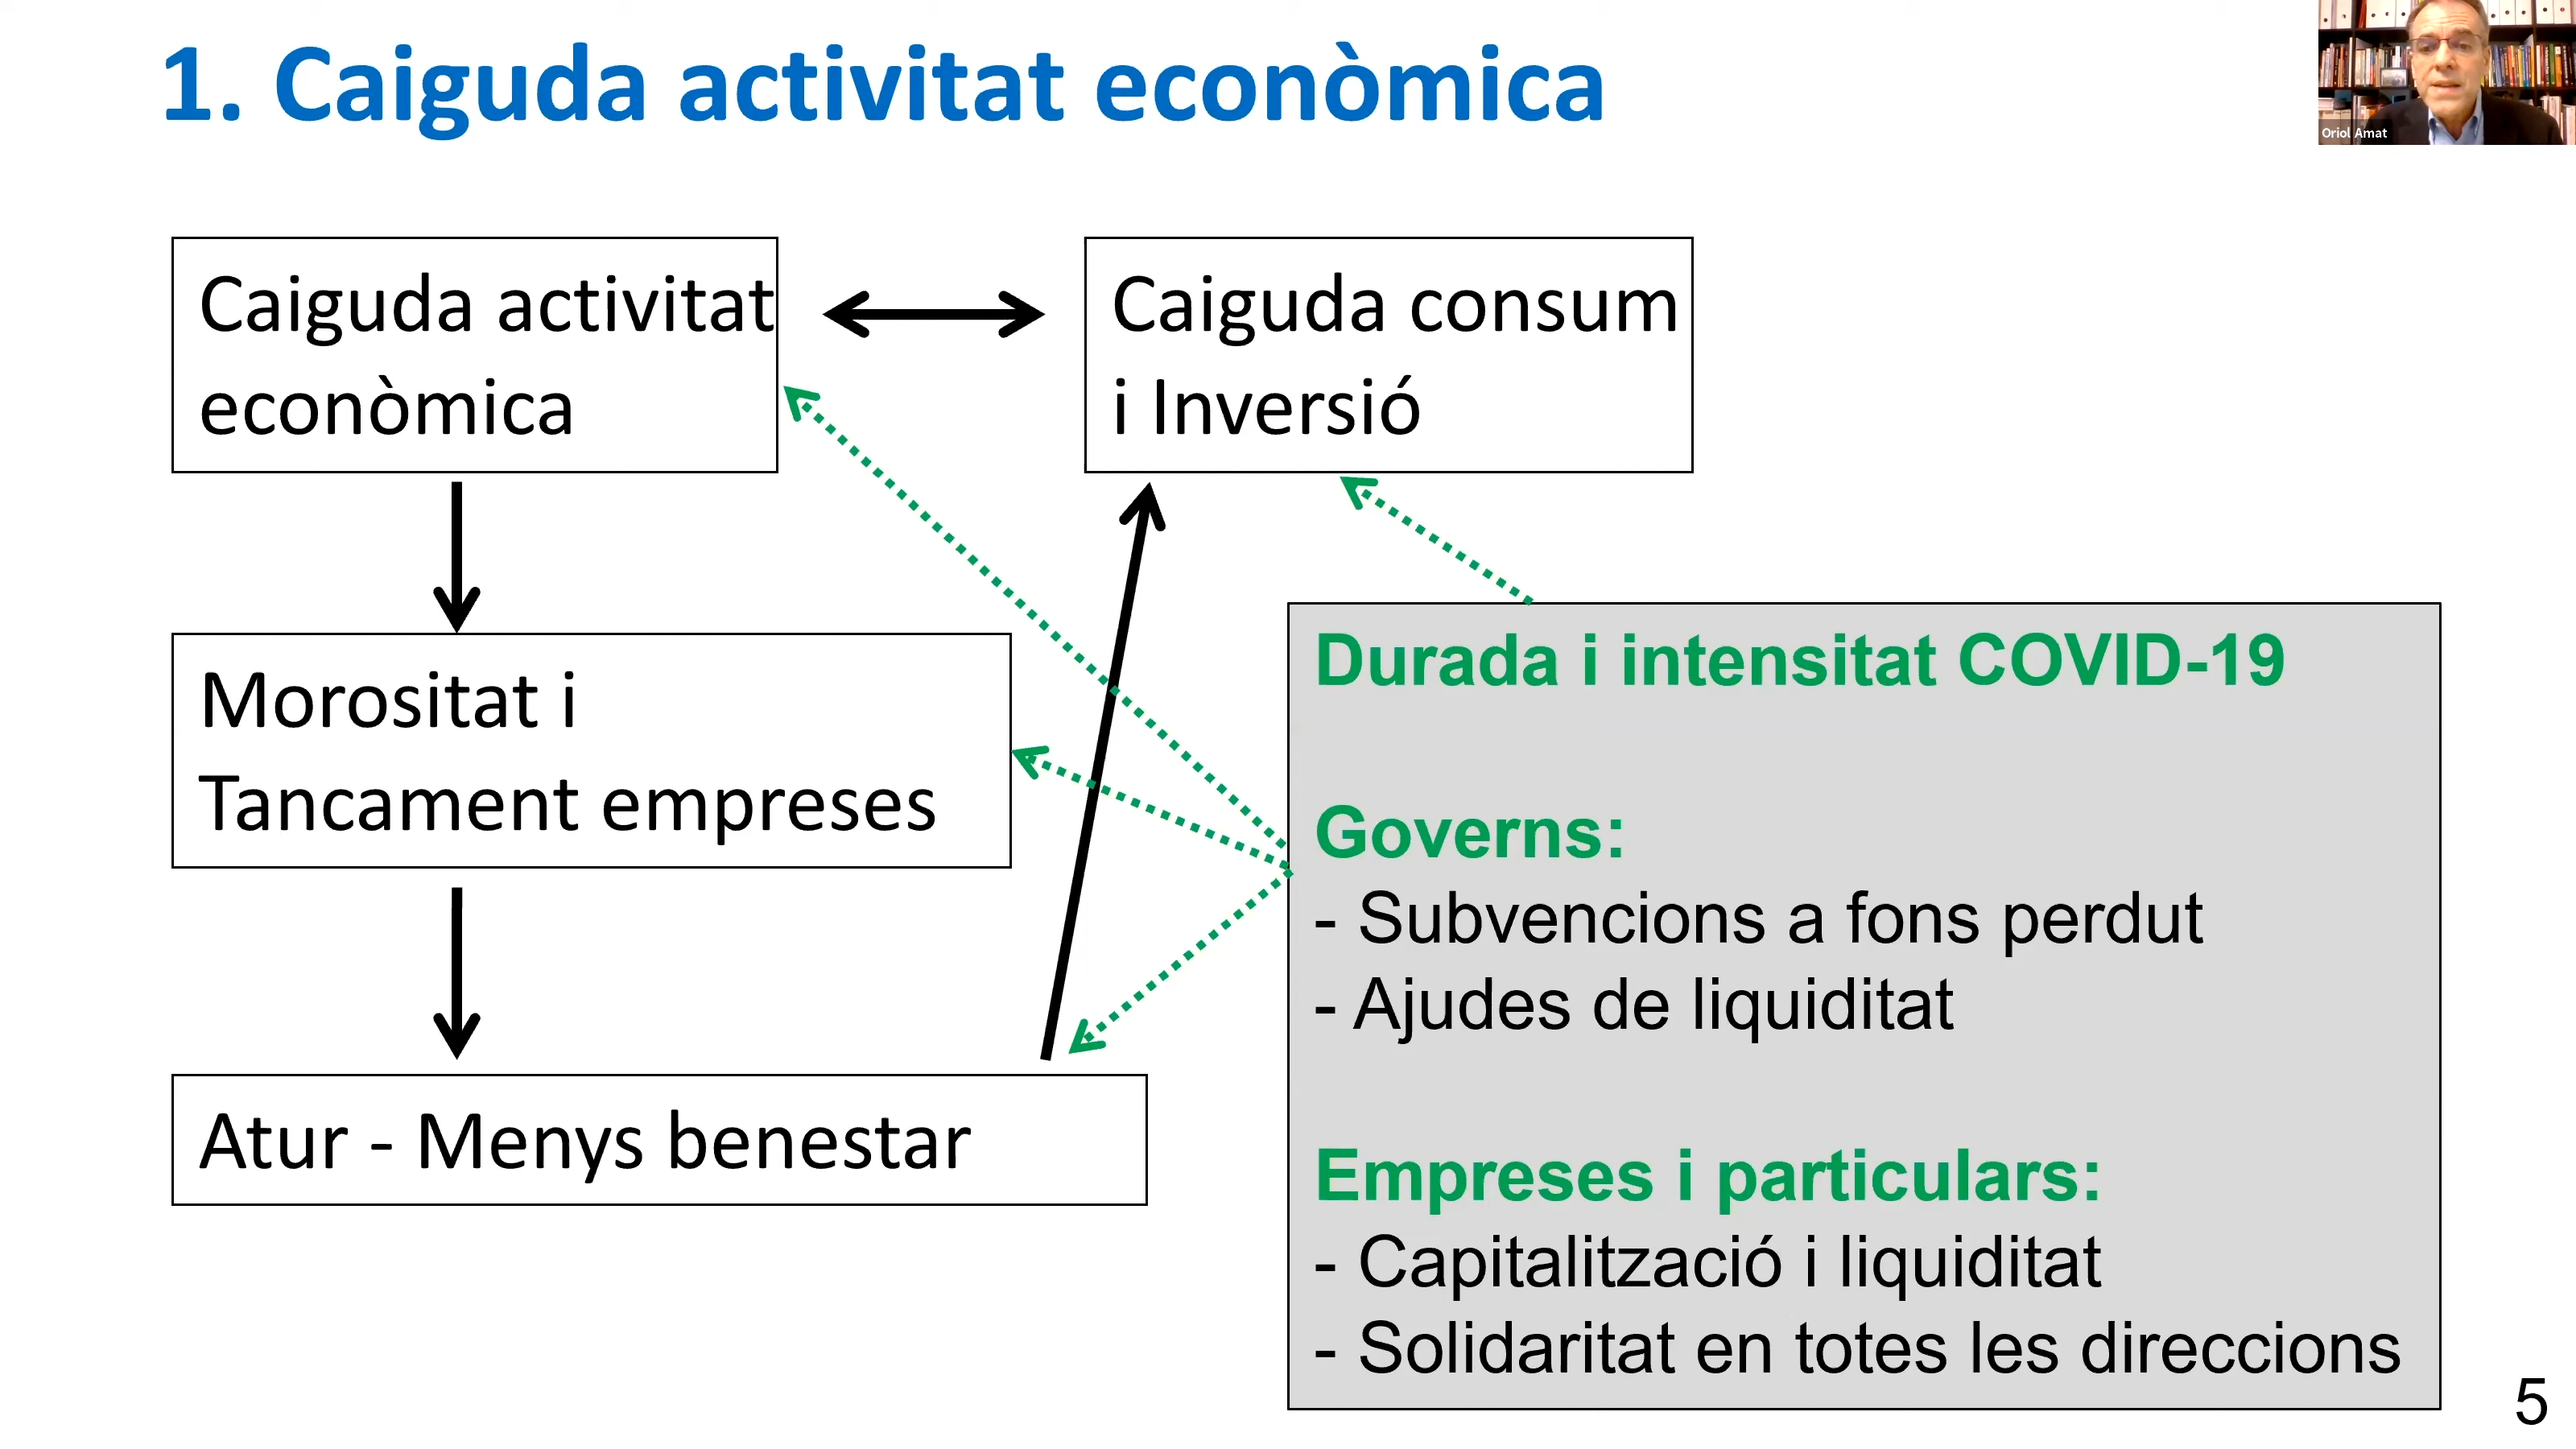 1. Caiguda activitat econòmica
Oriol Amat
Caiguda activitat
econòmica
Caiguda consum
i Inversió
Morositat i
Tancament empreses
Atur - Menys benestar
Durada i intensitat COVID-19
Governs:
- Subvencions a fons perdut
- Ajudes de liquiditat
Empreses i particulars:
- Capitalització i liquiditat
- Solidaritat en totes les direccions
5